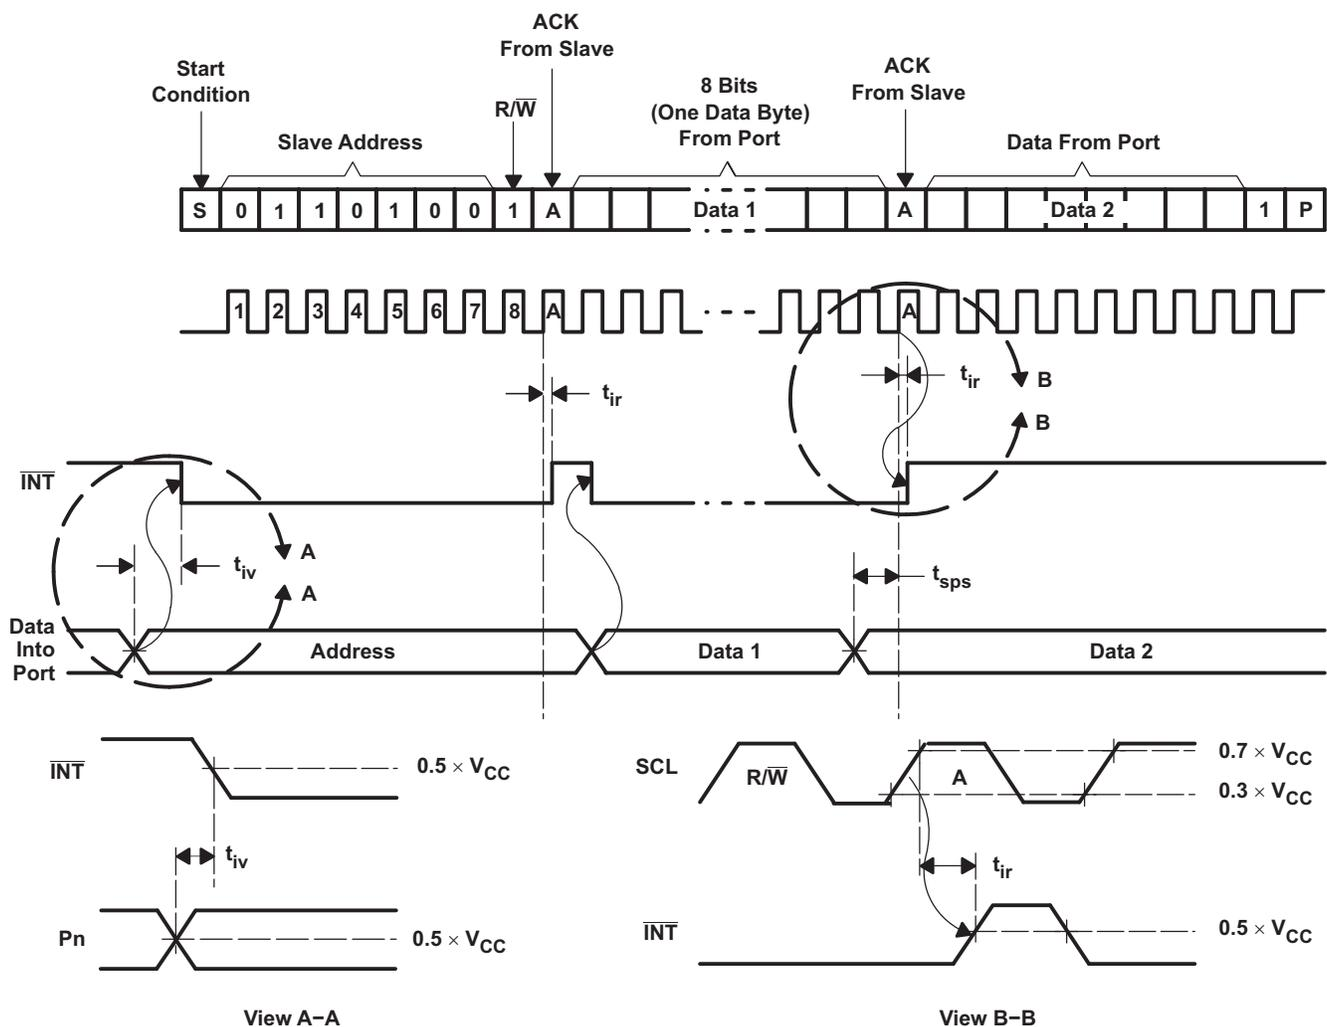 ACK
From Slave
Start
Condition
R/W̅
Slave Address
8 Bits
(One Data Byte)
From Port
ACK
From Slave
Data From Port
S 0 1 1 0 1 0 0 1 A Data 1 A Data 2 1 P
1 2 3 4 5 6 7 8 A A
tir
tir
B
B
I̅N̅T̅
tiv
A
A
tsps
Data
Into
Port
Address
Data 1
Data 2
I̅N̅T̅
0.5 × VCC
tiv
Pn
0.5 × VCC
View A−A
SCL
R/W̅
A
0.7 × VCC
0.3 × VCC
tir
I̅N̅T̅
0.5 × VCC
View B−B